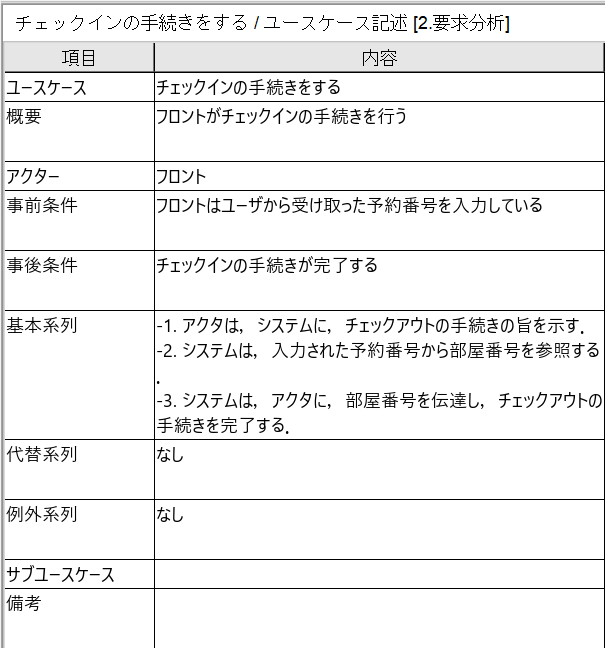 チェックインの手続きをする / ユースケース記述 [2.要求分析]
項目 内容
ユースケース チェックインの手続きをする
概要 フロントがチェックインの手続きを行う
アクター フロント
事前条件 フロントはユーザから受け取った予約番号を入力している
事後条件 チェックインの手続きが完了する
基本系列 -1. アクタは，システムに，チェックアウトの手続きの旨を示す．
-2. システムは，入力された予約番号から部屋番号を参照する
．
-3. システムは，アクタに，部屋番号を伝達し，チェックアウトの
手続きを完了する．
代替系列 なし
例外系列 なし
サブユースケース
備考